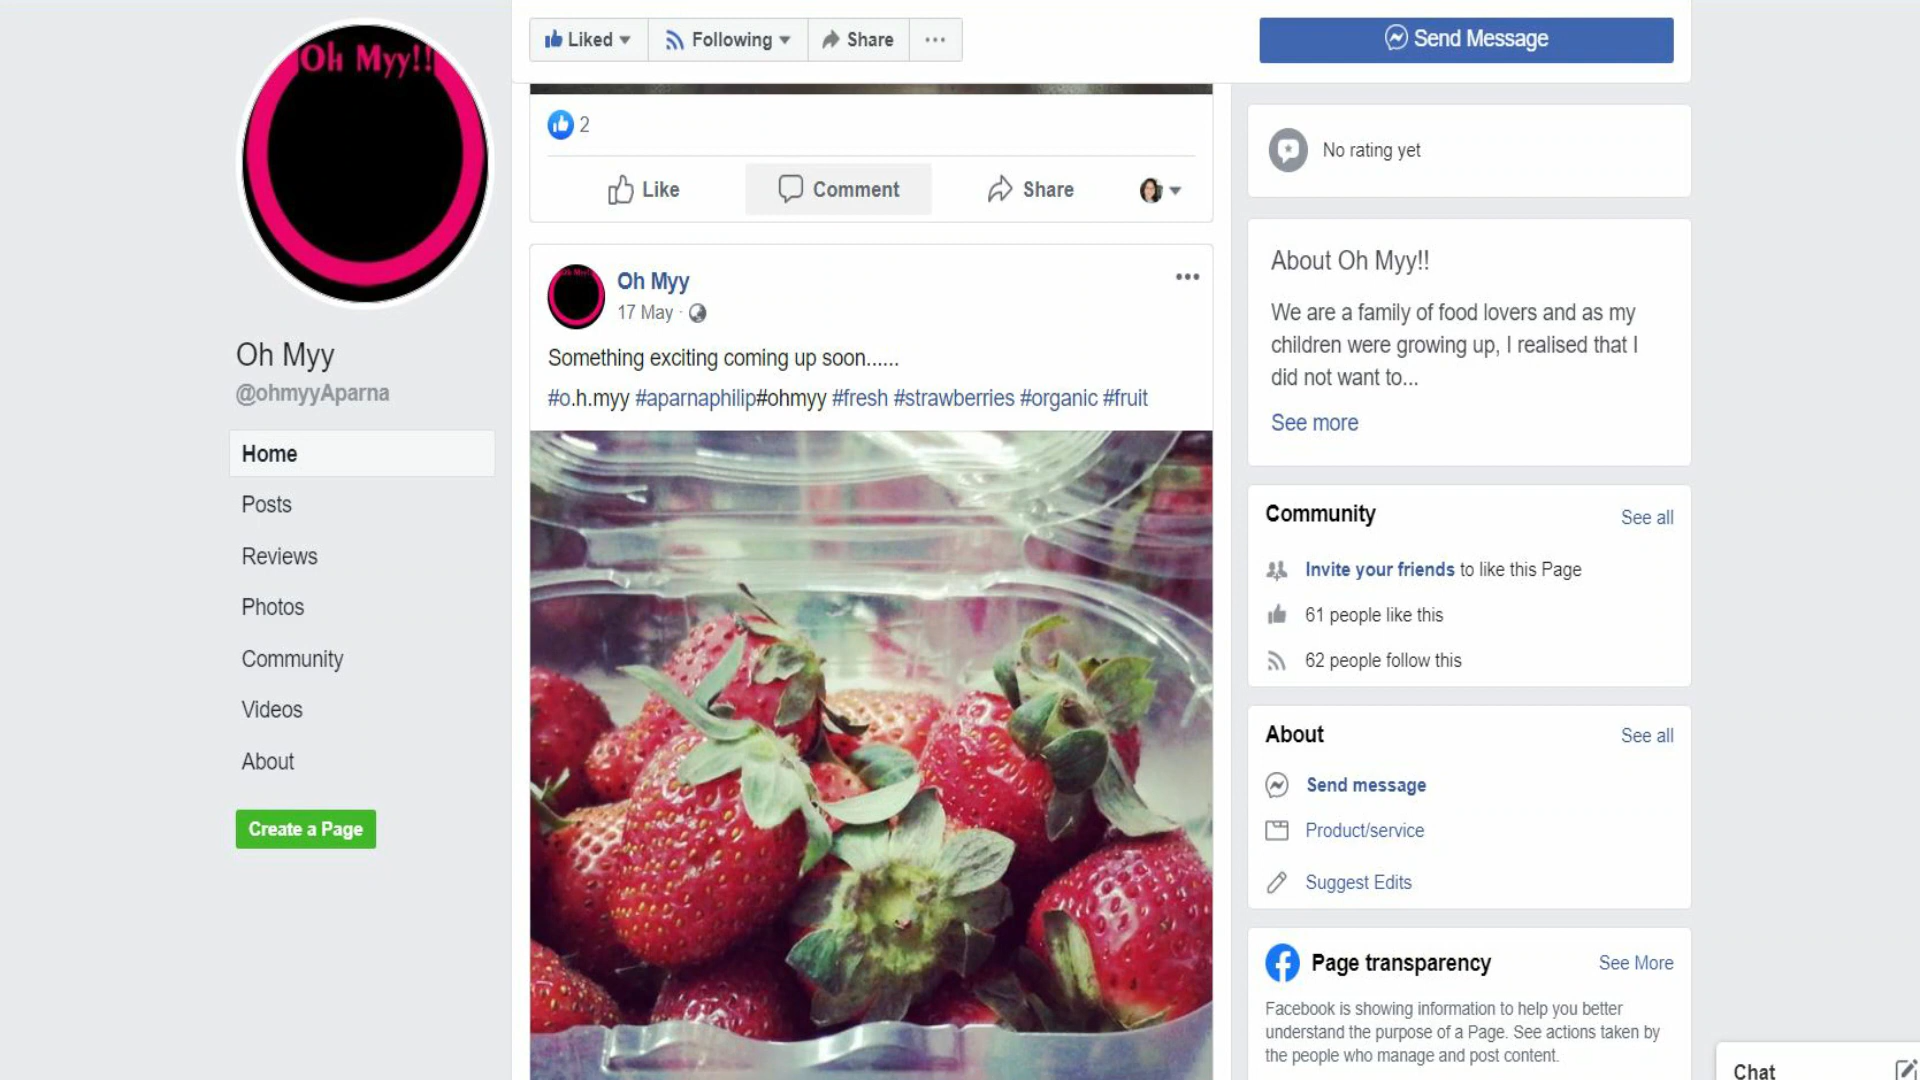 Oh Myy!!
Oh Myy
@ohmyyAparna
Home
Posts
Reviews
Photos
Community
Videos
About
Create a Page
Liked
Following
Share
Send Message
2
Like
Comment
Share
Oh Myy
17 May ·
Something exciting coming up soon......
#o.h.myy #aparnaphilip#ohmyy #fresh #strawberries #organic #fruit
No rating yet
About Oh Myy!!
We are a family of food lovers and as my
children were growing up, I realised that I
did not want to...
See more
Community
See all
Invite your friends to like this Page
61 people like this
62 people follow this
About
See all
Send message
Product/service
Suggest Edits
Page transparency
See More
Facebook is showing information to help you better
understand the purpose of a Page. See actions taken by
the people who manage and post content.
Chat